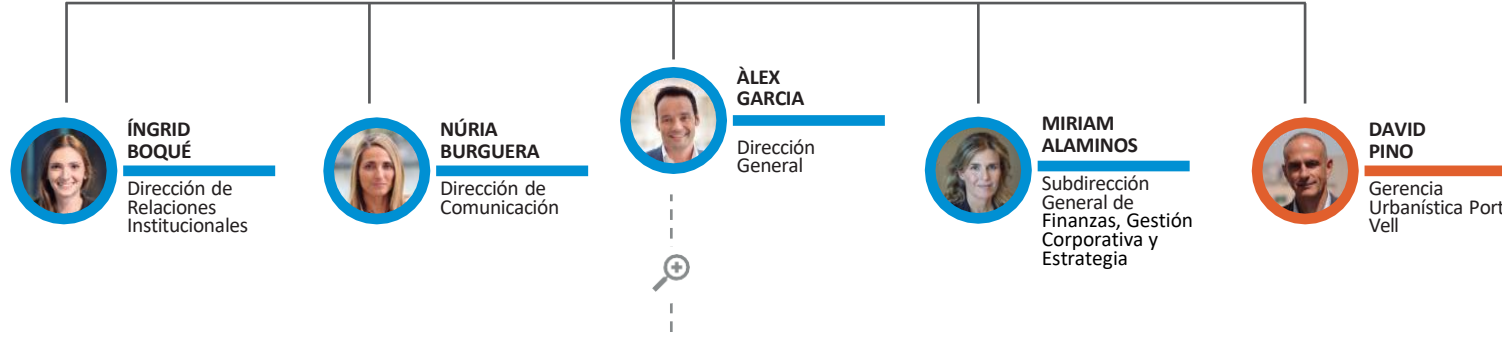 ÍNGRID
BOQUÉ
Dirección de
Relaciones
Institucionales
NÚRIA
BURGUERA
Dirección de
Comunicación
ÀLEX
GARCIA
Dirección
General
MIRIAM
ALAMINOS
Subdirección
General de
Finanzas, Gestión
Corporativa y
Estrategia
DAVID
PINO
Gerencia
Urbanística Port
Vell